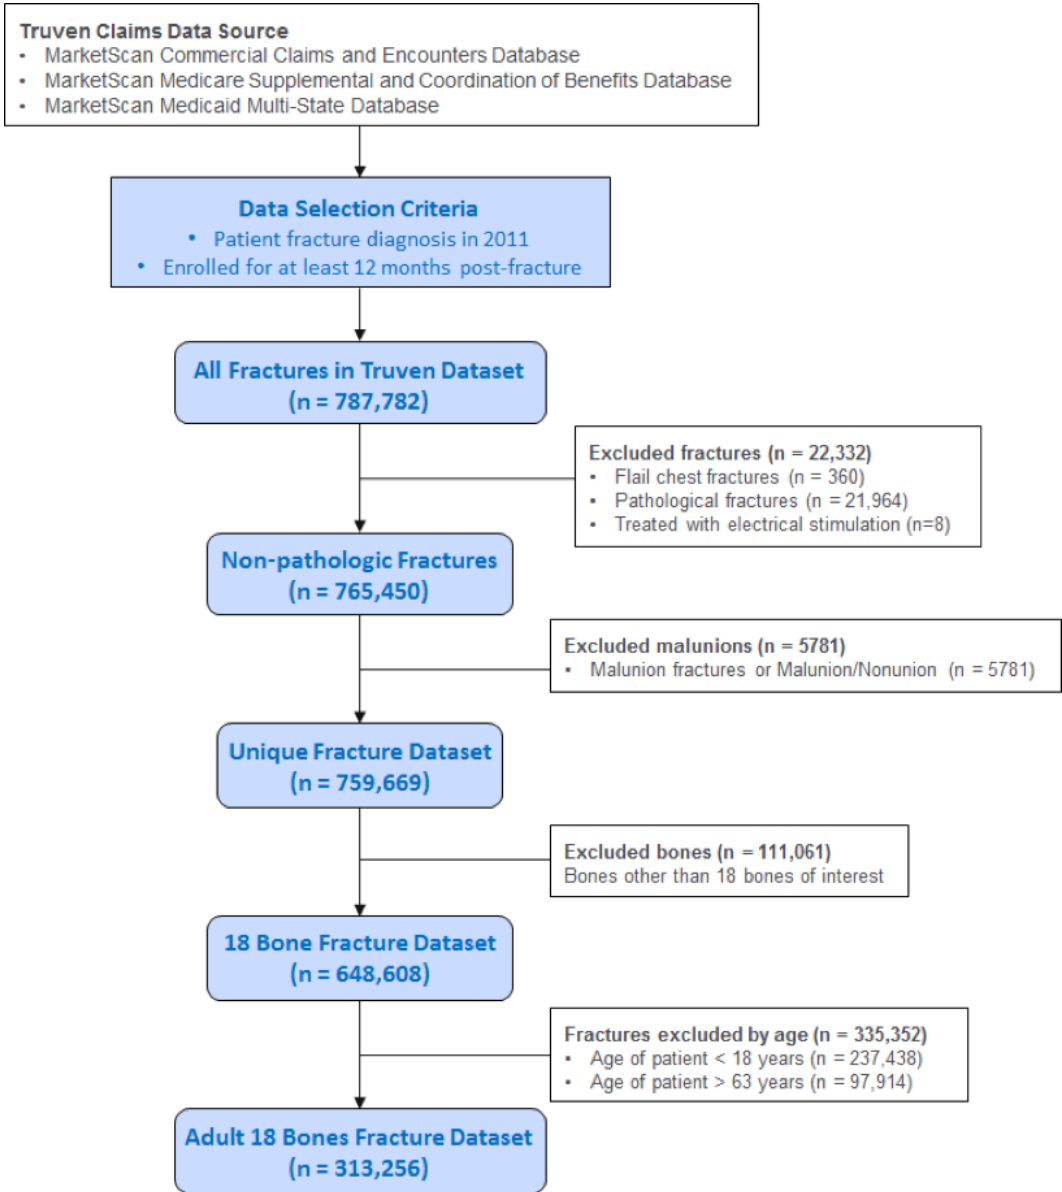 Truven Claims Data Source
• MarketScan Commercial Claims and Encounters Database
• MarketScan Medicare Supplemental and Coordination of Benefits Database
• MarketScan Medicaid Multi-State Database
Data Selection Criteria
• Patient fracture diagnosis in 2011
• Enrolled for at least 12 months post-fracture
All Fractures in Truven Dataset
(n = 787,782)
Excluded fractures (n = 22,332)
• Flail chest fractures (n = 360)
• Pathological fractures (n = 21,964)
• Treated with electrical stimulation (n=8)
Non-pathologic Fractures
(n = 765,450)
Excluded malunions (n = 5781)
• Malunion fractures or Malunion/Nonunion (n = 5781)
Unique Fracture Dataset
(n = 759,669)
Excluded bones (n = 111,061)
Bones other than 18 bones of interest
18 Bone Fracture Dataset
(n = 648,608)
Fractures excluded by age (n = 335,352)
• Age of patient < 18 years (n = 237,438)
• Age of patient > 63 years (n = 97,914)
Adult 18 Bones Fracture Dataset
(n = 313,256)